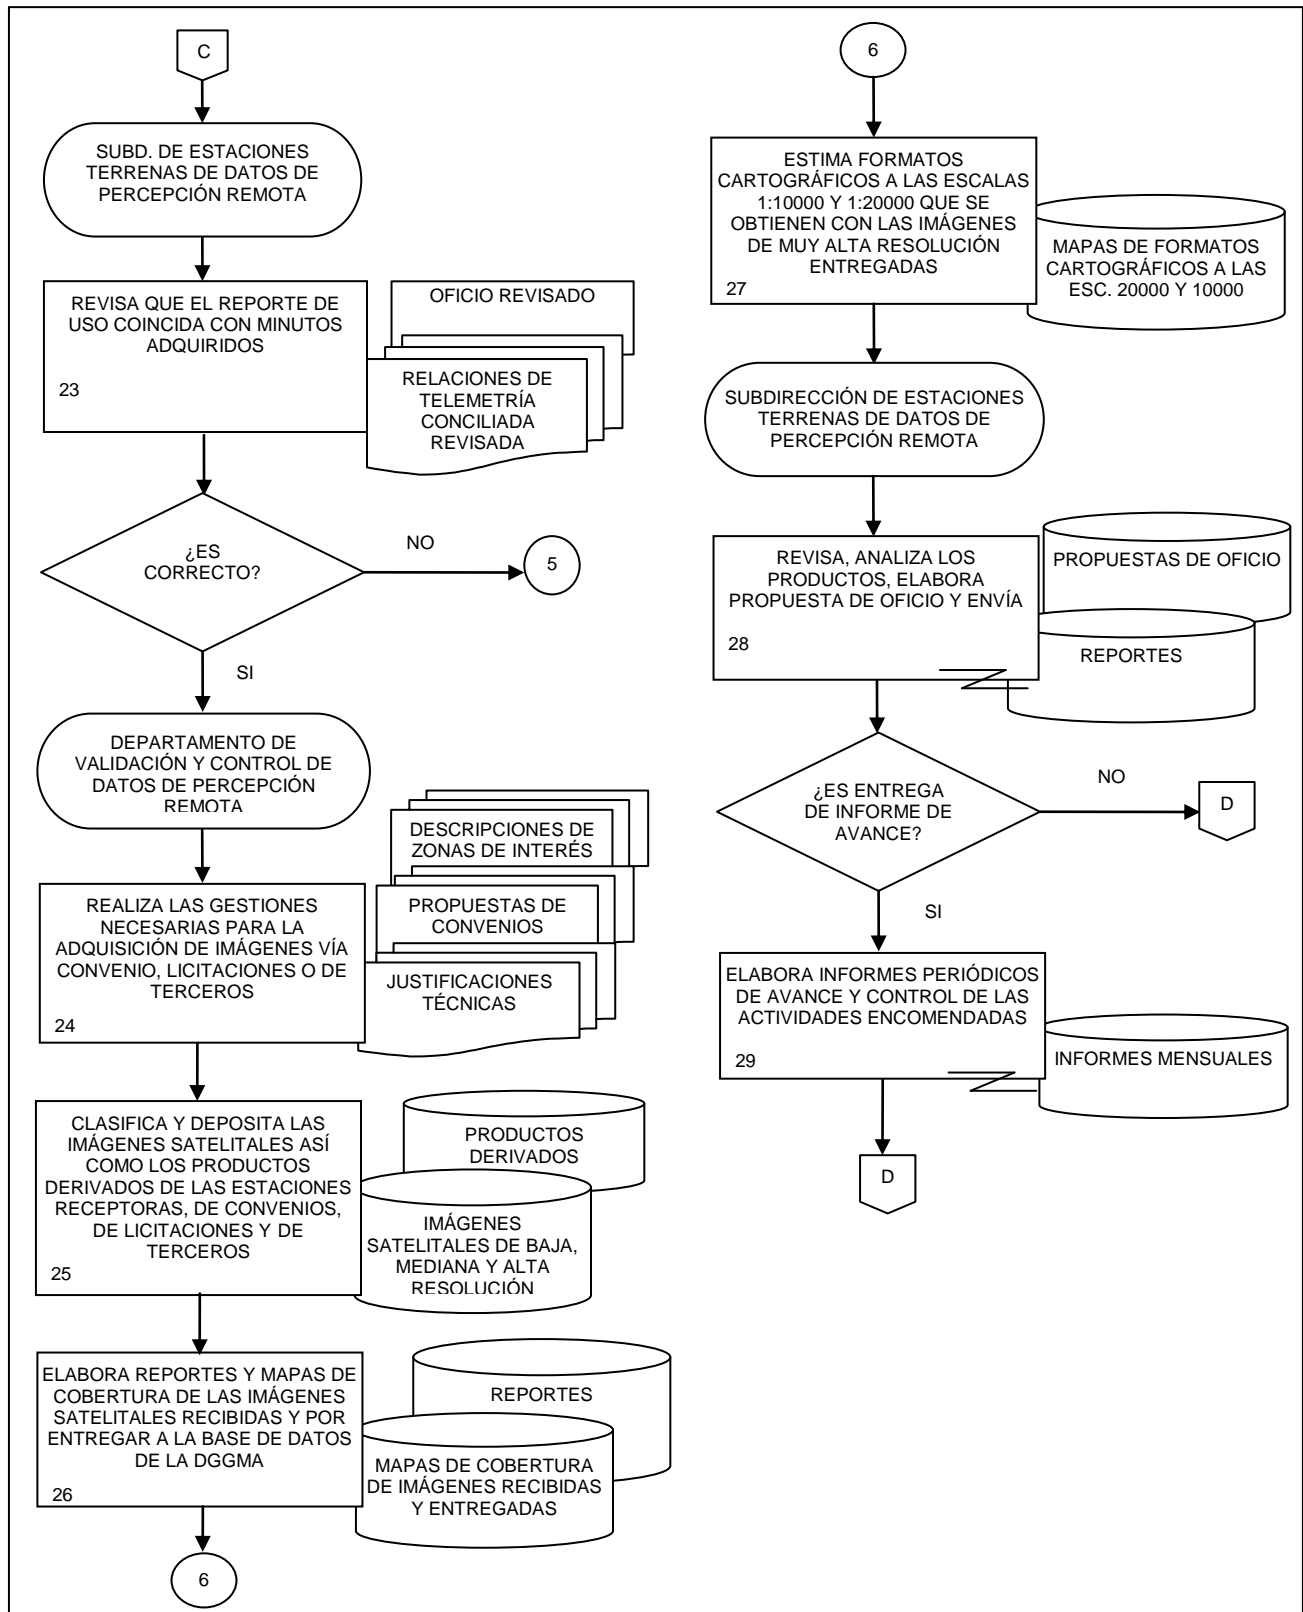 C
SUBD. DE ESTACIONES
TERRENAS DE DATOS DE
PERCEPCIÓN REMOTA
REVISA QUE EL REPORTE DE
USO COINCIDA CON MINUTOS
ADQUIRIDOS
23
OFICIO REVISADO
RELACIONES DE
TELEMETRÍA
CONCILIADA
REVISADA
¿ES
CORRECTO?
NO
5
SI
DEPARTAMENTO DE
VALIDACIÓN Y CONTROL DE
DATOS DE PERCEPCIÓN
REMOTA
REALIZA LAS GESTIONES
NECESARIAS PARA LA
ADQUISICIÓN DE IMÁGENES VÍA
CONVENIO, LICITACIONES O DE
TERCEROS
24
DESCRIPCIONES DE
ZONAS DE INTERÉS
PROPUESTAS DE
CONVENIOS
JUSTIFICACIONES
TÉCNICAS
CLASIFICA Y DEPOSITA LAS
IMÁGENES SATELITALES ASÍ
COMO LOS PRODUCTOS
DERIVADOS DE LAS ESTACIONES
RECEPTORAS, DE CONVENIOS,
DE LICITACIONES Y DE
TERCEROS
25
PRODUCTOS
DERIVADOS
IMÁGENES
SATELITALES DE BAJA,
MEDIANA Y ALTA
RESOLUCIÓN
ELABORA REPORTES Y MAPAS DE
COBERTURA DE LAS IMÁGENES
SATELITALES RECIBIDAS Y POR
ENTREGAR A LA BASE DE DATOS
DE LA DGGMA
26
REPORTES
MAPAS DE COBERTURA
DE IMÁGENES RECIBIDAS
Y ENTREGADAS
6
6
ESTIMA FORMATOS
CARTOGRÁFICOS A LAS ESCALAS
1:10000 Y 1:20000 QUE SE
OBTIENEN CON LAS IMÁGENES
DE MUY ALTA RESOLUCIÓN
ENTREGADAS
27
MAPAS DE FORMATOS
CARTOGRÁFICOS A LAS
ESC. 20000 Y 10000
SUBDIRECCIÓN DE ESTACIONES
TERRENAS DE DATOS DE
PERCEPCIÓN REMOTA
REVISA, ANALIZA LOS
PRODUCTOS, ELABORA
PROPUESTA DE OFICIO Y ENVÍA
28
PROPUESTAS DE OFICIO
REPORTES
¿ES ENTREGA
DE INFORME DE
AVANCE?
NO
D
SI
ELABORA INFORMES PERIÓDICOS
DE AVANCE Y CONTROL DE LAS
ACTIVIDADES ENCOMENDADAS
29
INFORMES MENSUALES
D